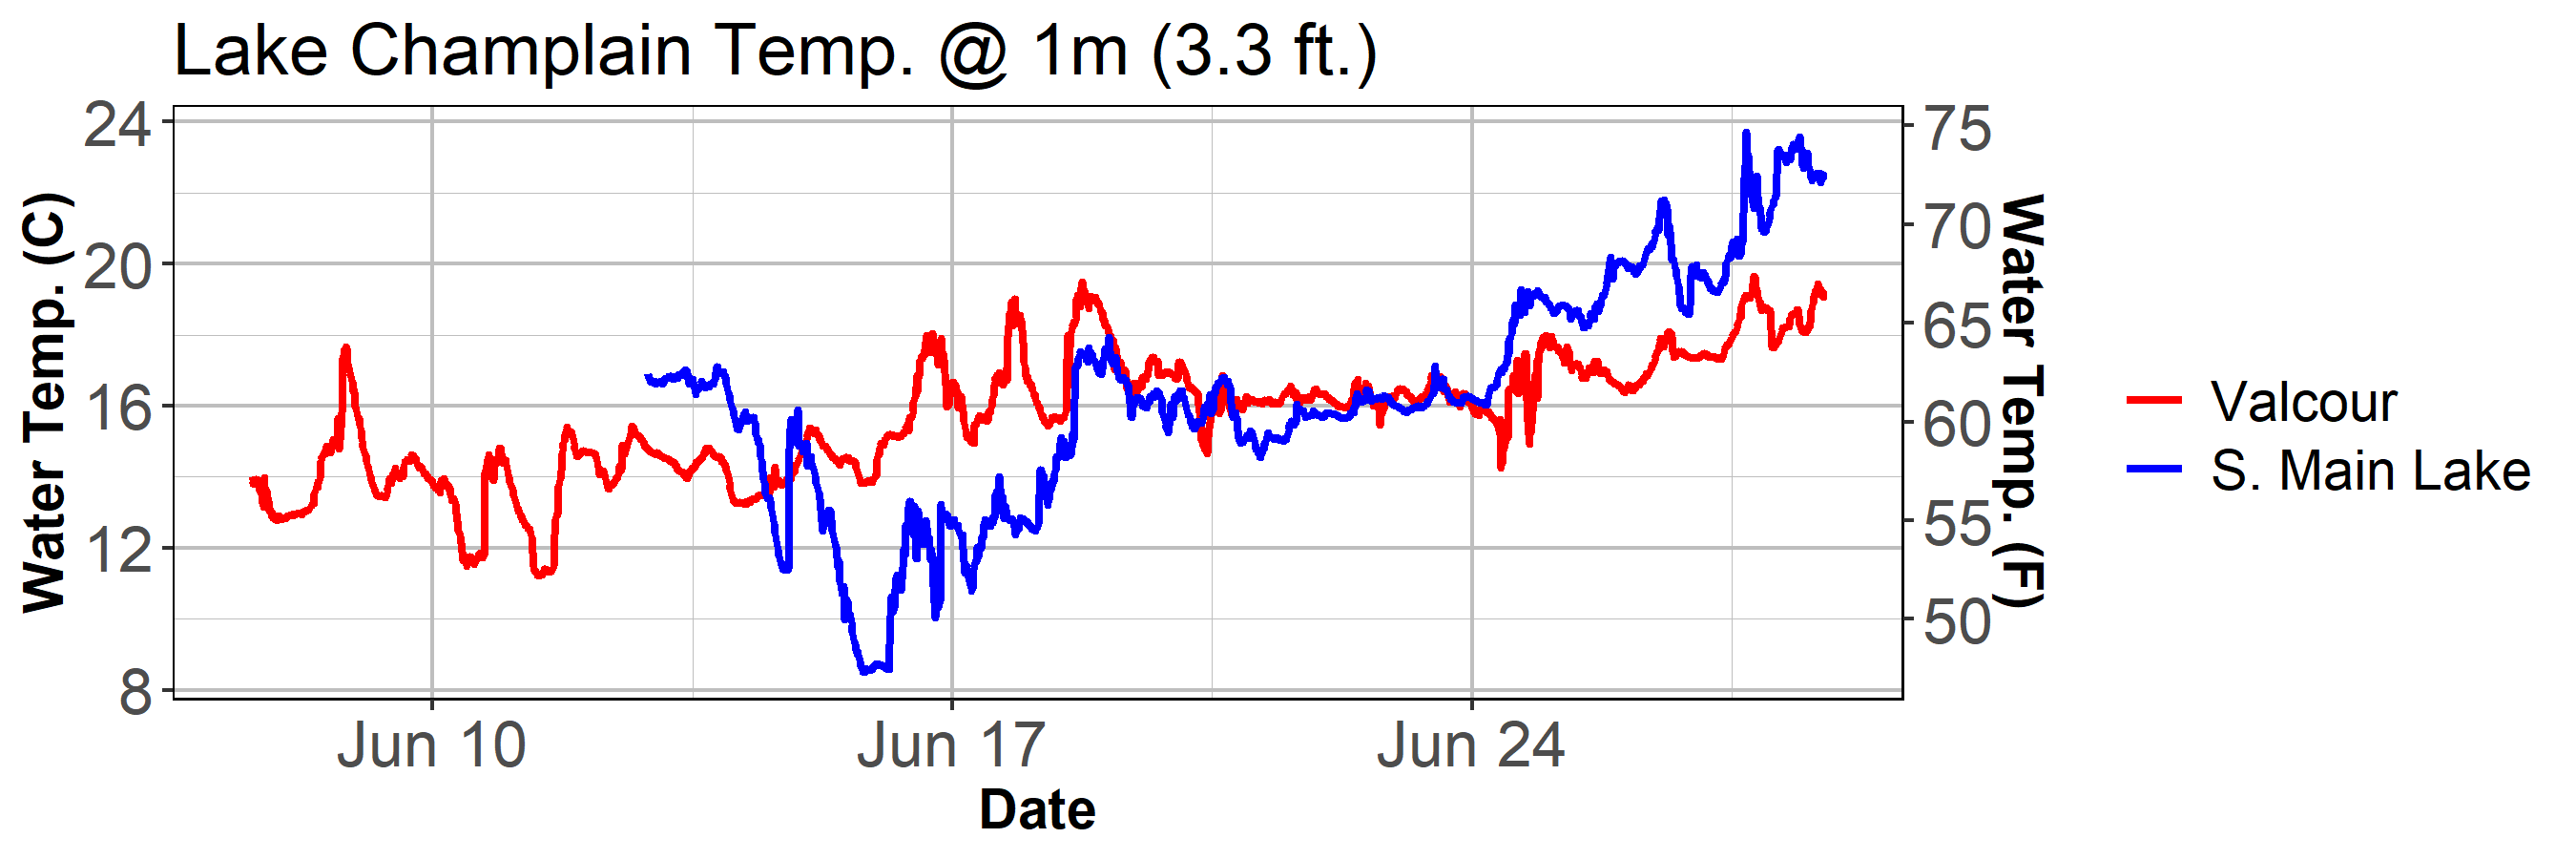 Lake Champlain Temp. @ 1m (3.3 ft.)
Water Temp. (C)
24
20
16
12
8
75
70
65
60
55
50
Water Temp. (F)
Jun 10
Jun 17
Jun 24
Date
Valcour
S. Main Lake